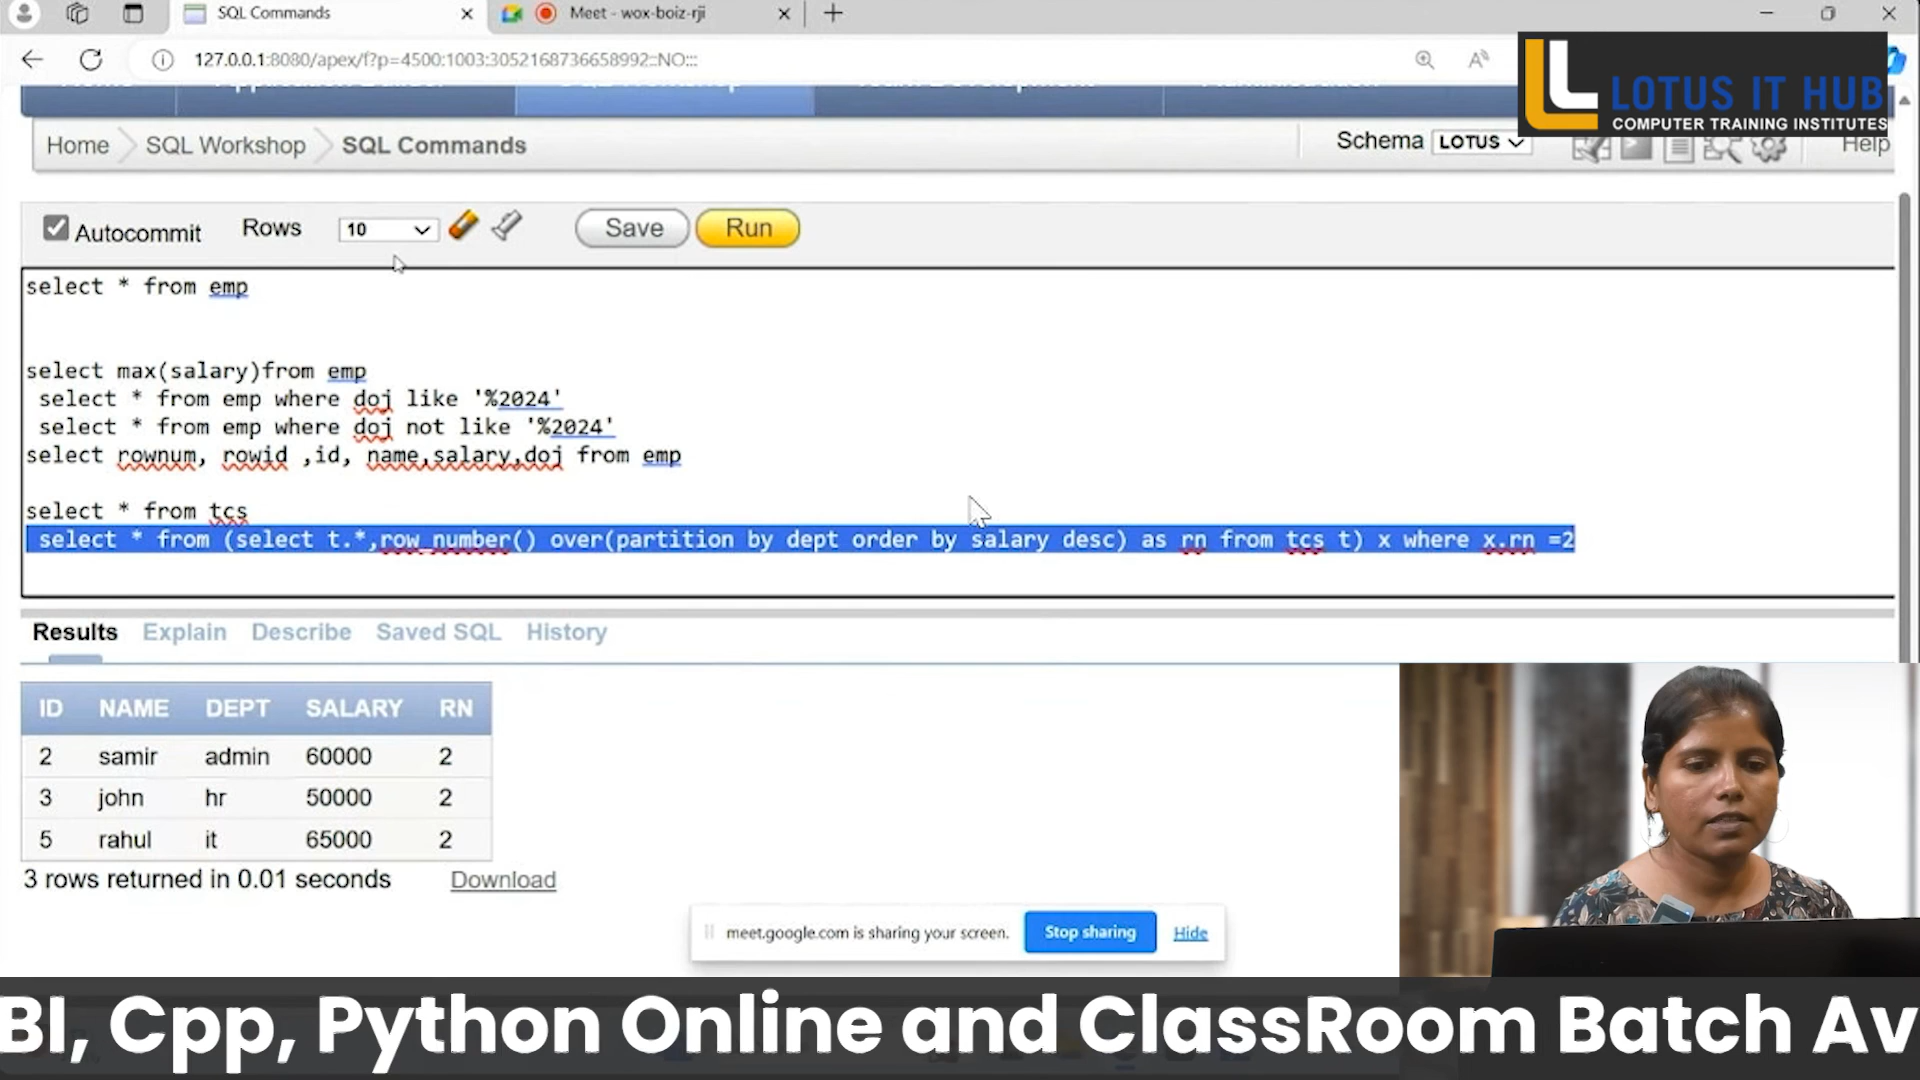 SQL Commands
Meet - wox-boiz-rji
127.0.0.1:8080/apex/f?p=4500:1003:3052168736658992::NO:::
LOTUS IT HUB
COMPUTER TRAINING INSTITUTES
Home SQL Workshop SQL Commands
Schema LOTUS
Help
Autocommit Rows 10 Save Run
select * from emp
select max(salary)from emp
select * from emp where doj like '%2024'
select * from emp where doj not like '%2024'
select rownum, rowid ,id, name,salary,doj from emp
select * from tcs
select * from (select t.*,row_number() over(partition by dept order by salary desc) as rn from tcs t) x where x.rn =2
Results Explain Describe Saved SQL History
ID NAME DEPT SALARY RN
2 samir admin 60000 2
3 john hr 50000 2
5 rahul it 65000 2
3 rows returned in 0.01 seconds Download
meet.google.com is sharing your screen. Stop sharing Hide
BI, Cpp, Python Online and ClassRoom Batch Av